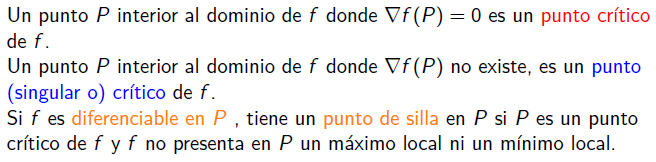 Un punto P interior al dominio de f donde ∇f(P) = 0 es un punto crítico
de f.
Un punto P interior al dominio de f donde ∇f(P) no existe, es un punto
(singular o) crítico de f.
Si f es diferenciable en P , tiene un punto de silla en P si P es un punto
crítico de f y f no presenta en P un máximo local ni un mínimo local.